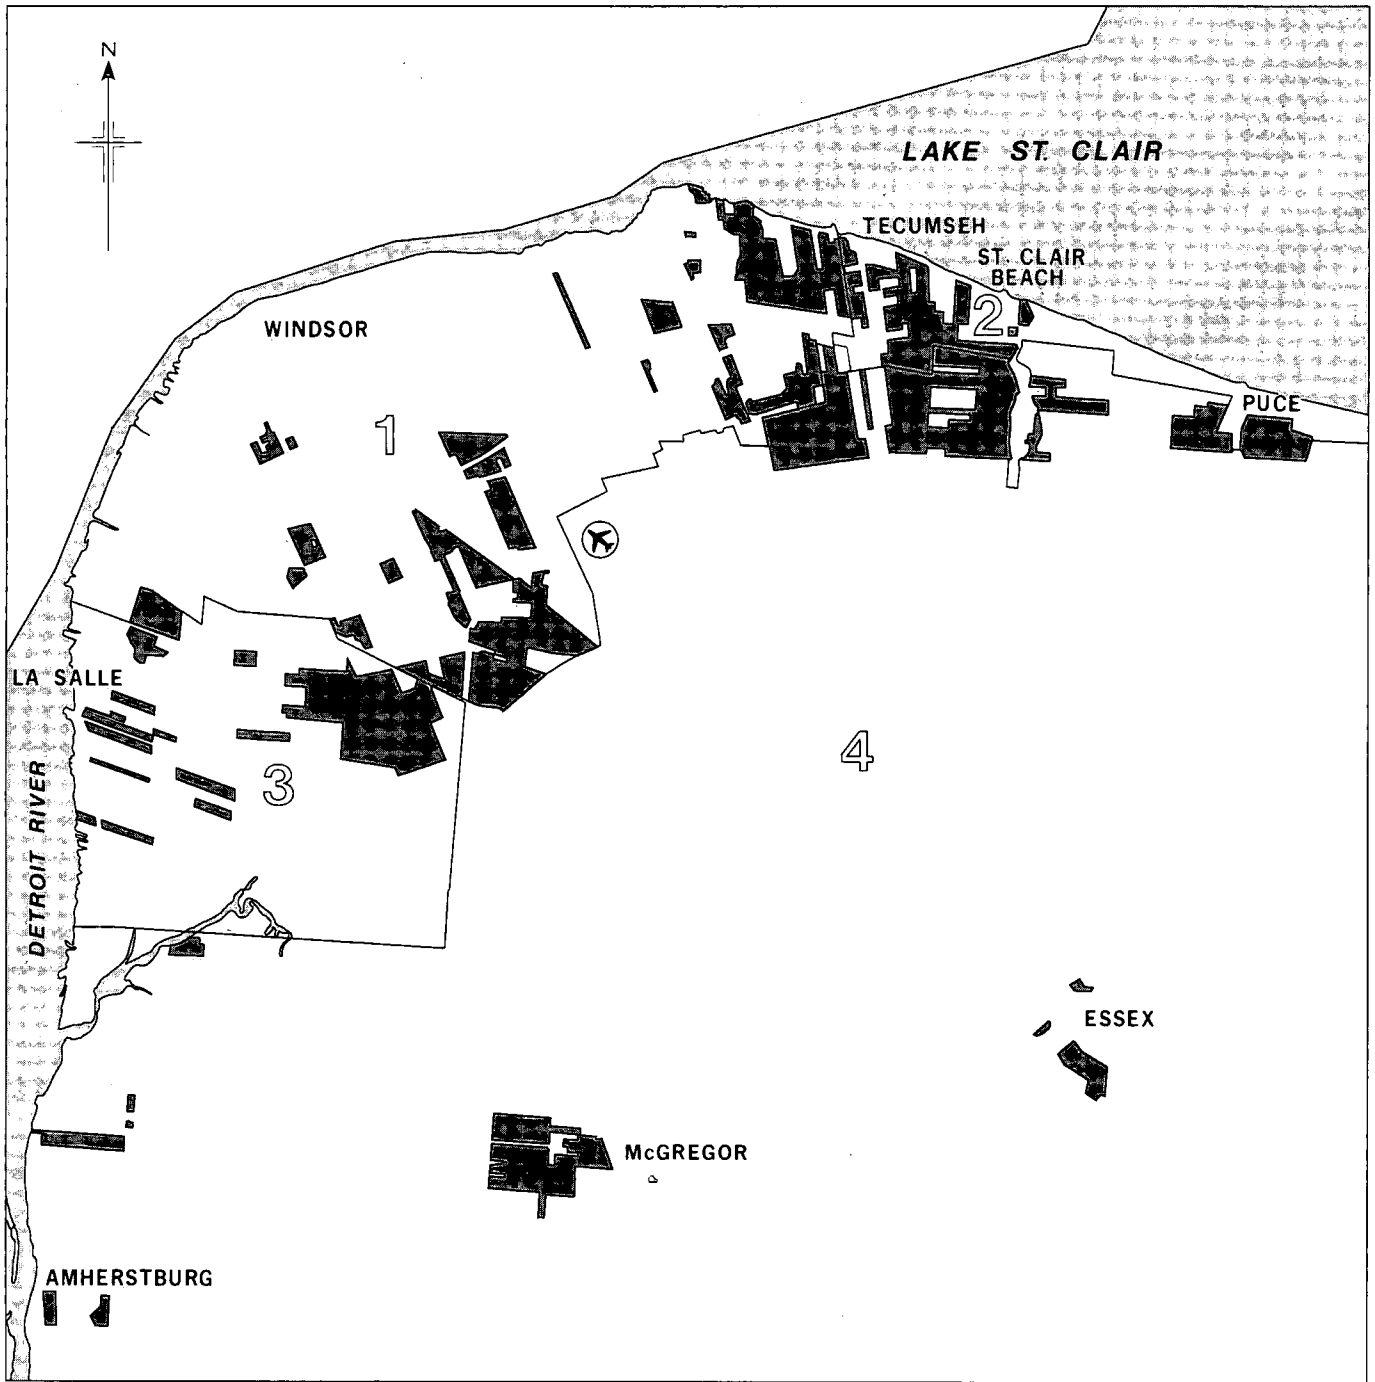 N
LAKE ST. CLAIR
TECUMSEH
ST. CLAIR
BEACH
2
WINDSOR
PUCE
1
LA SALLE
4
3
DETROIT RIVER
ESSEX
McGREGOR
AMHERSTBURG